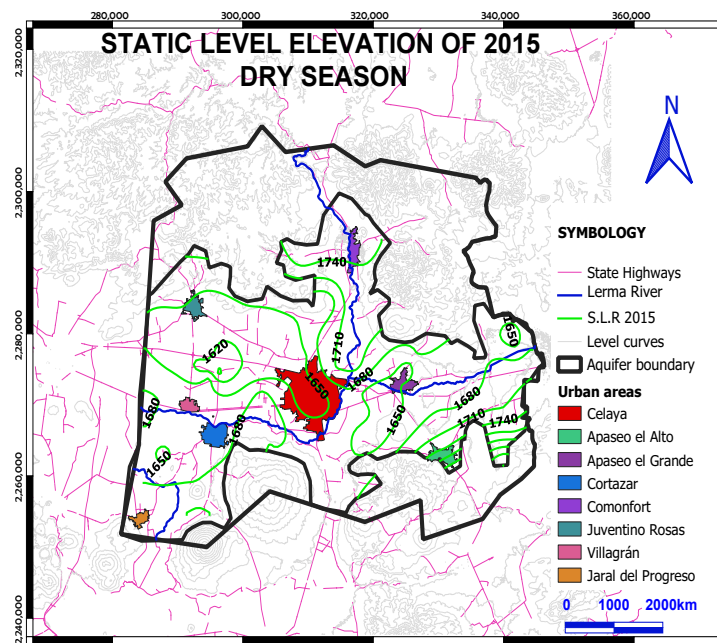 280,000 300,000 320,000 340,000 360,000
STATIC LEVEL ELEVATION OF 2015
DRY SEASON
2,320,000
2,300,000
2,280,000
2,260,000
2,240,000
N
1740
1710
1650
1620
1650
1680
1680
1650
1680
1710
1740
1680
1650
SYMBOLOGY
State Highways
Lerma River
S.L.R 2015
Level curves
Aquifer boundary
Urban areas
Celaya
Apaseo el Alto
Apaseo el Grande
Cortazar
Comonfort
Juventino Rosas
Villagrán
Jaral del Progreso
0 1000 2000km